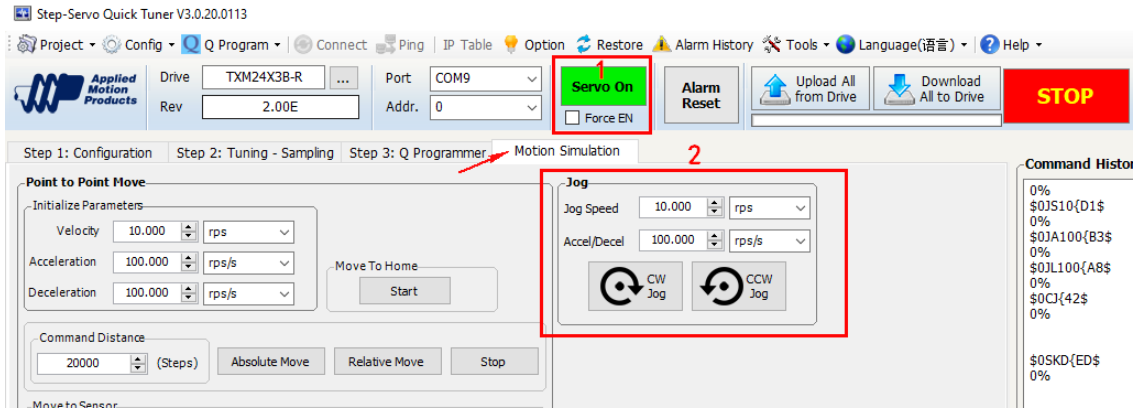 Step-Servo Quick Tuner V3.0.20.0113
Project Config Q Q Program Connect Ping IP Table Option Restore Alarm History Tools Language(语言) ? Help
Applied Motion Products
Drive TXM24X3B-R ...
Rev 2.00E
Port COM9
Addr. 0
1
Servo On
Force EN
Alarm Reset
Upload All from Drive
Download All to Drive
STOP
Step 1: Configuration Step 2: Tuning - Sampling Step 3: Q Programmer Motion Simulation
2
Point to Point Move
Initialize Parameters
Velocity 10.000 rps
Acceleration 100.000 rps/s
Deceleration 100.000 rps/s
Move To Home
Start
Command Distance
20000 (Steps) Absolute Move Relative Move Stop
Move to Sensor
Jog
Jog Speed 10.000 rps
Accel/Decel 100.000 rps/s
CW Jog
CCW Jog
Command Histor
0%
$0JS10{D1$
0%
$0JA100{B3$
0%
$0JL100{A8$
0%
$0CJ{42$
0%
$0SKD{ED$
0%